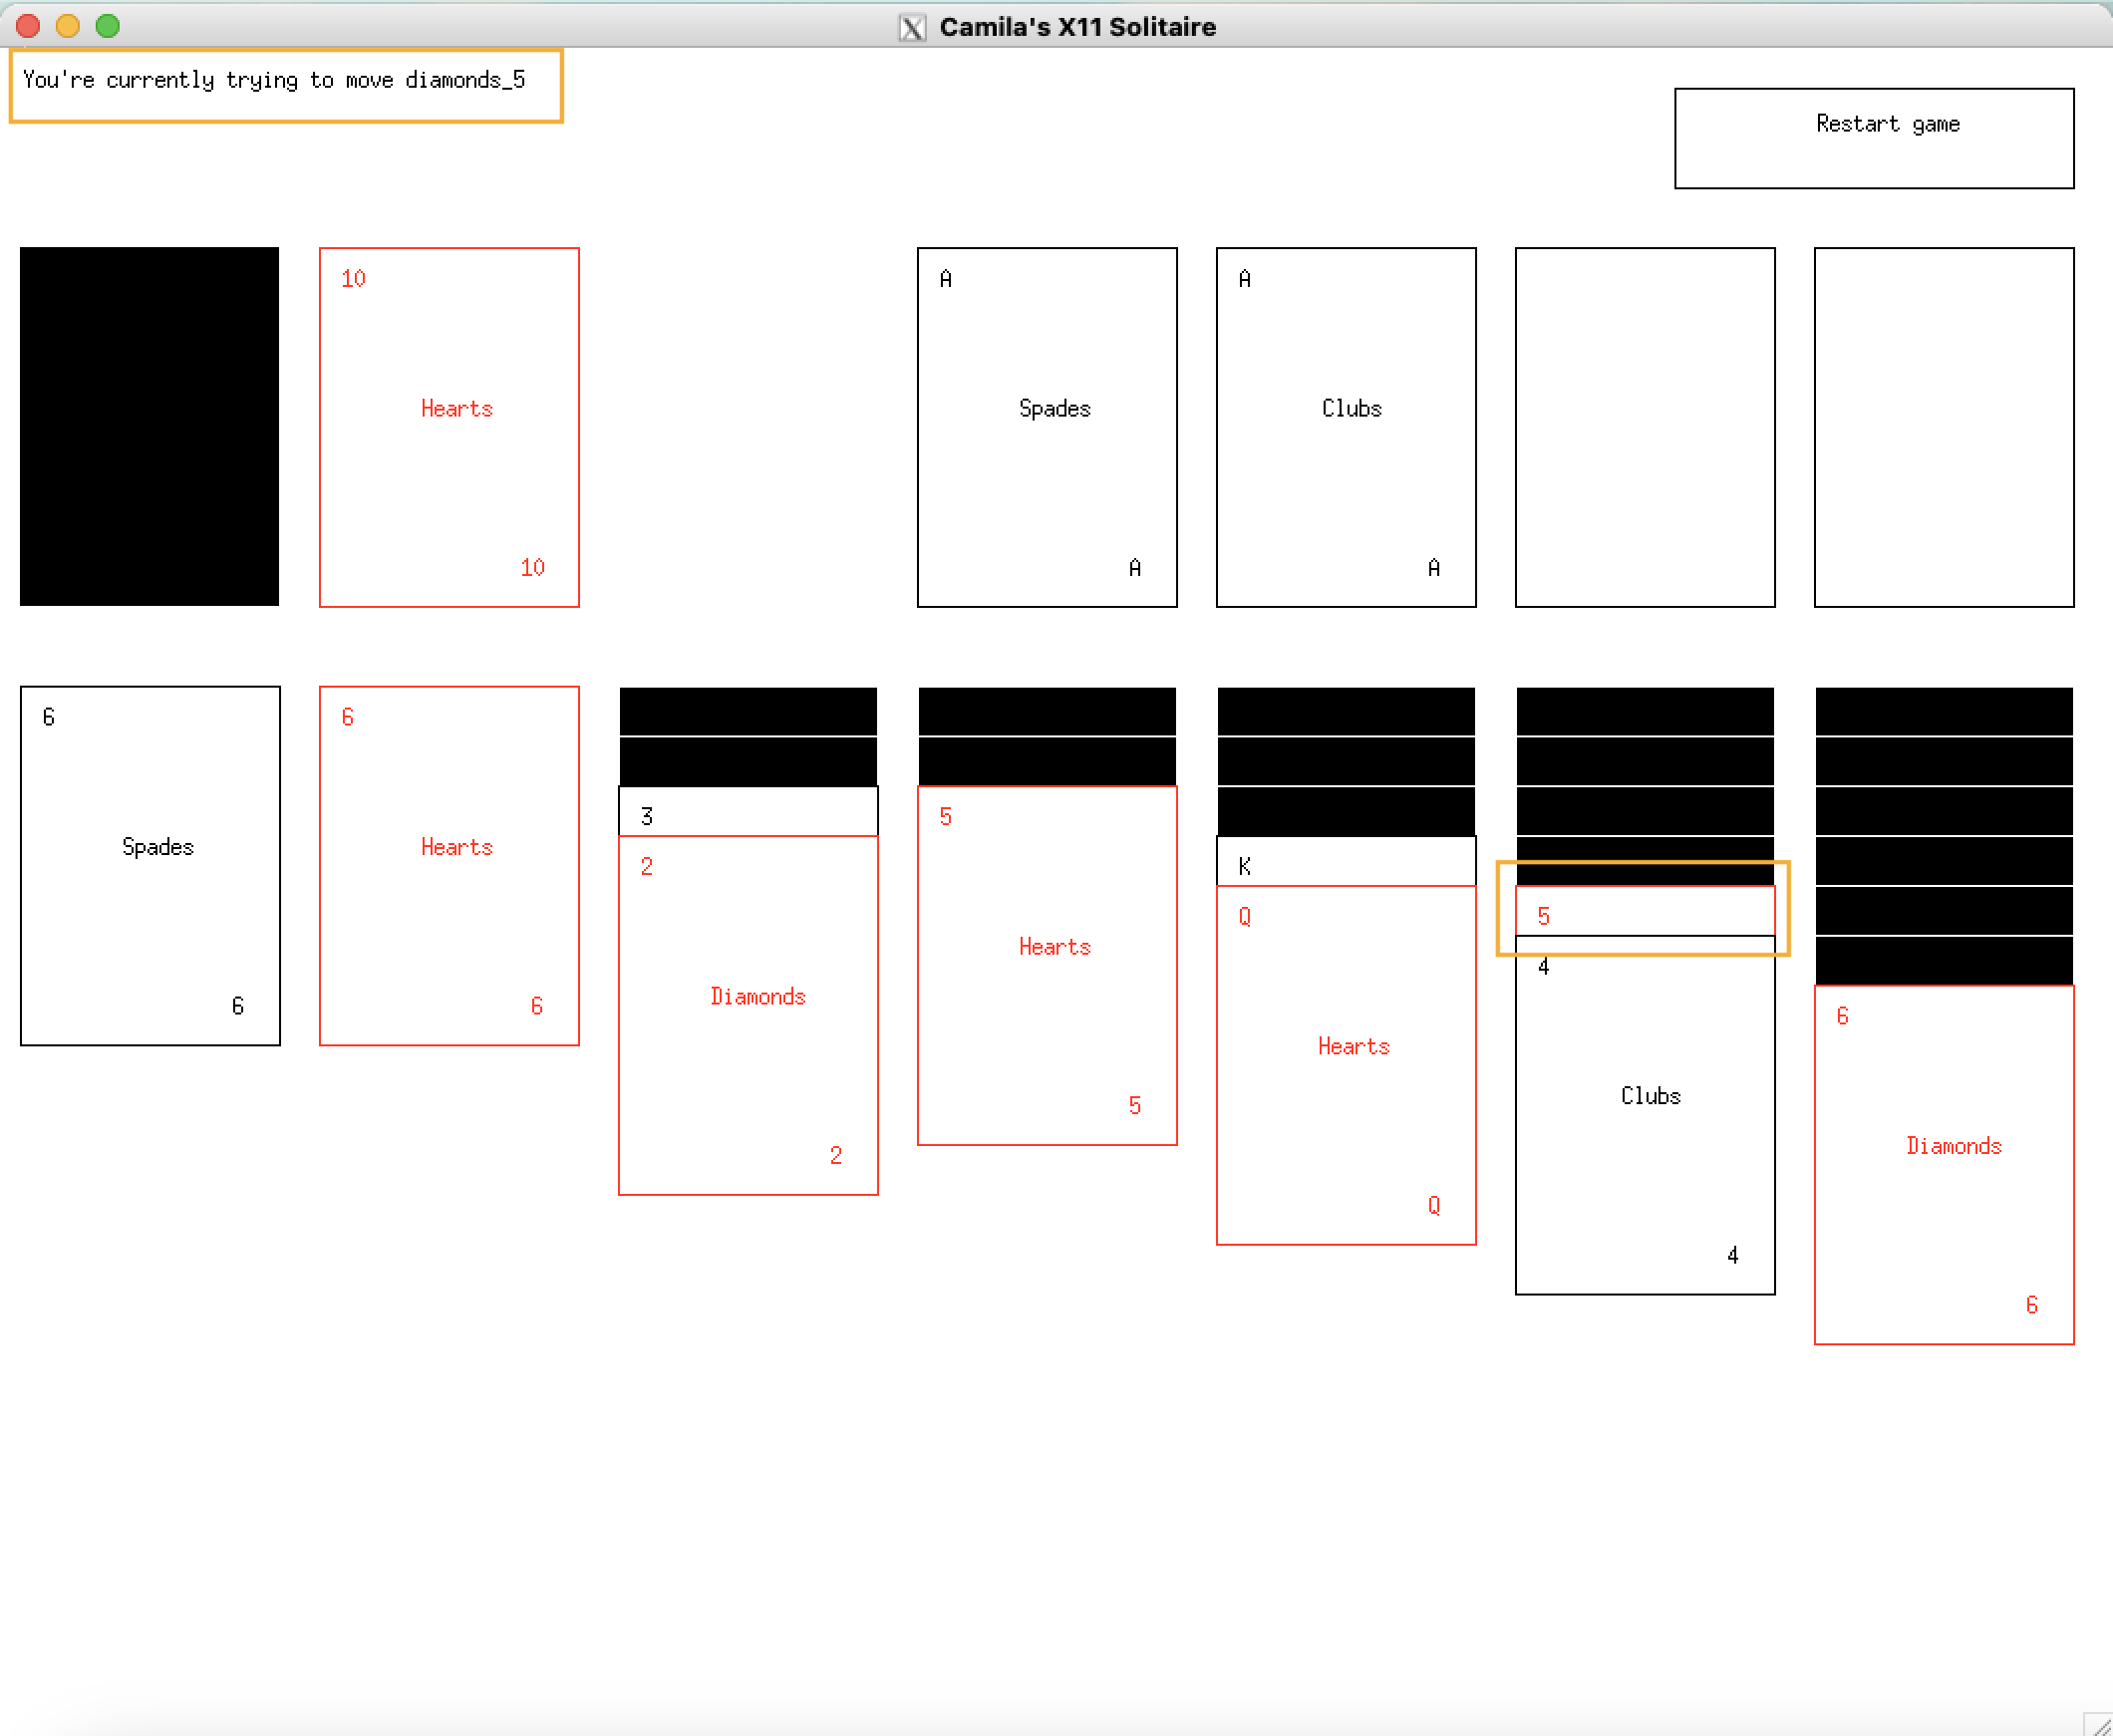 Camila's X11 Solitaire
You're currently trying to move diamonds_5
Restart game
10
Hearts
10
A
Spades
A
A
Clubs
A
6
Spades
6
6
Hearts
6
3
2
Diamonds
2
5
Hearts
5
K
Q
Hearts
Q
5
4
Clubs
4
6
Diamonds
6